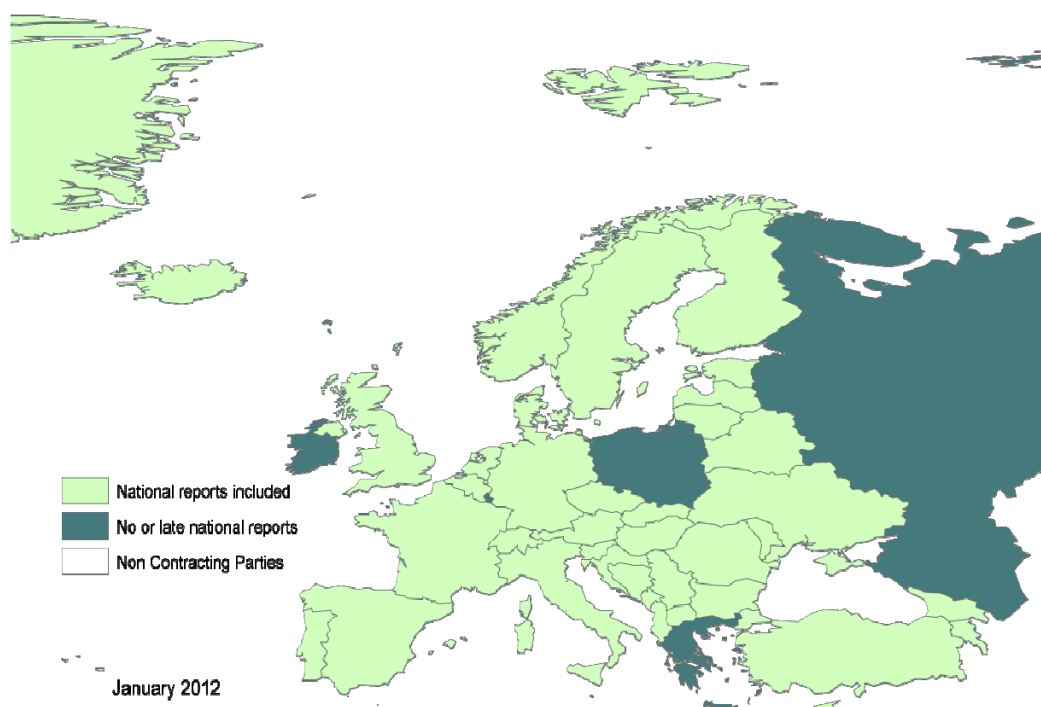 National reports included
No or late national reports
Non Contracting Parties
January 2012